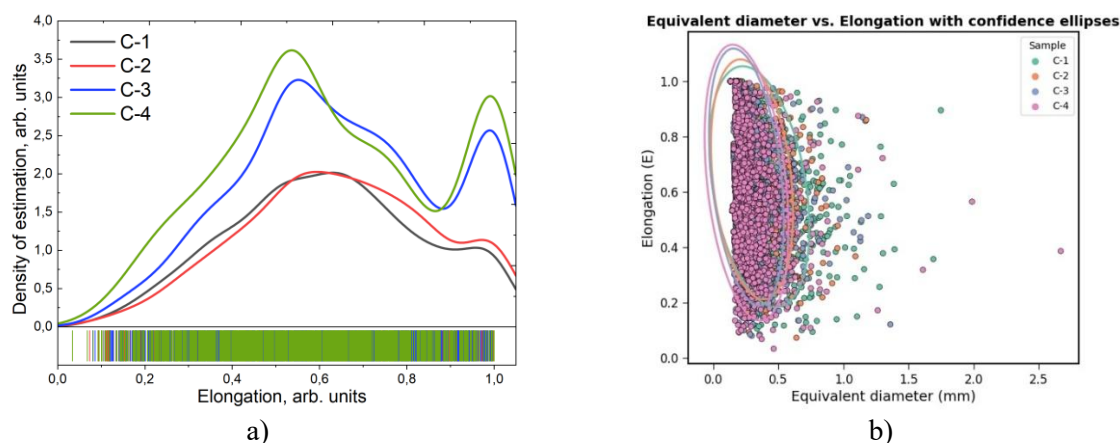 4,0
3,5
3,0
2,5
2,0
1,5
1,0
0,5
0,0
Density of estimation, arb. units
C-1
C-2
C-3
C-4
0,0 0,2 0,4 0,6 0,8 1,0
Elongation, arb. units
a)
Equivalent diameter vs. Elongation with confidence ellipses
Sample
C-1
C-2
C-3
C-4
1.0
0.8
0.6
0.4
0.2
0.0
Elongation (E)
0.0 0.5 1.0 1.5 2.0 2.5
Equivalent diameter (mm)
b)